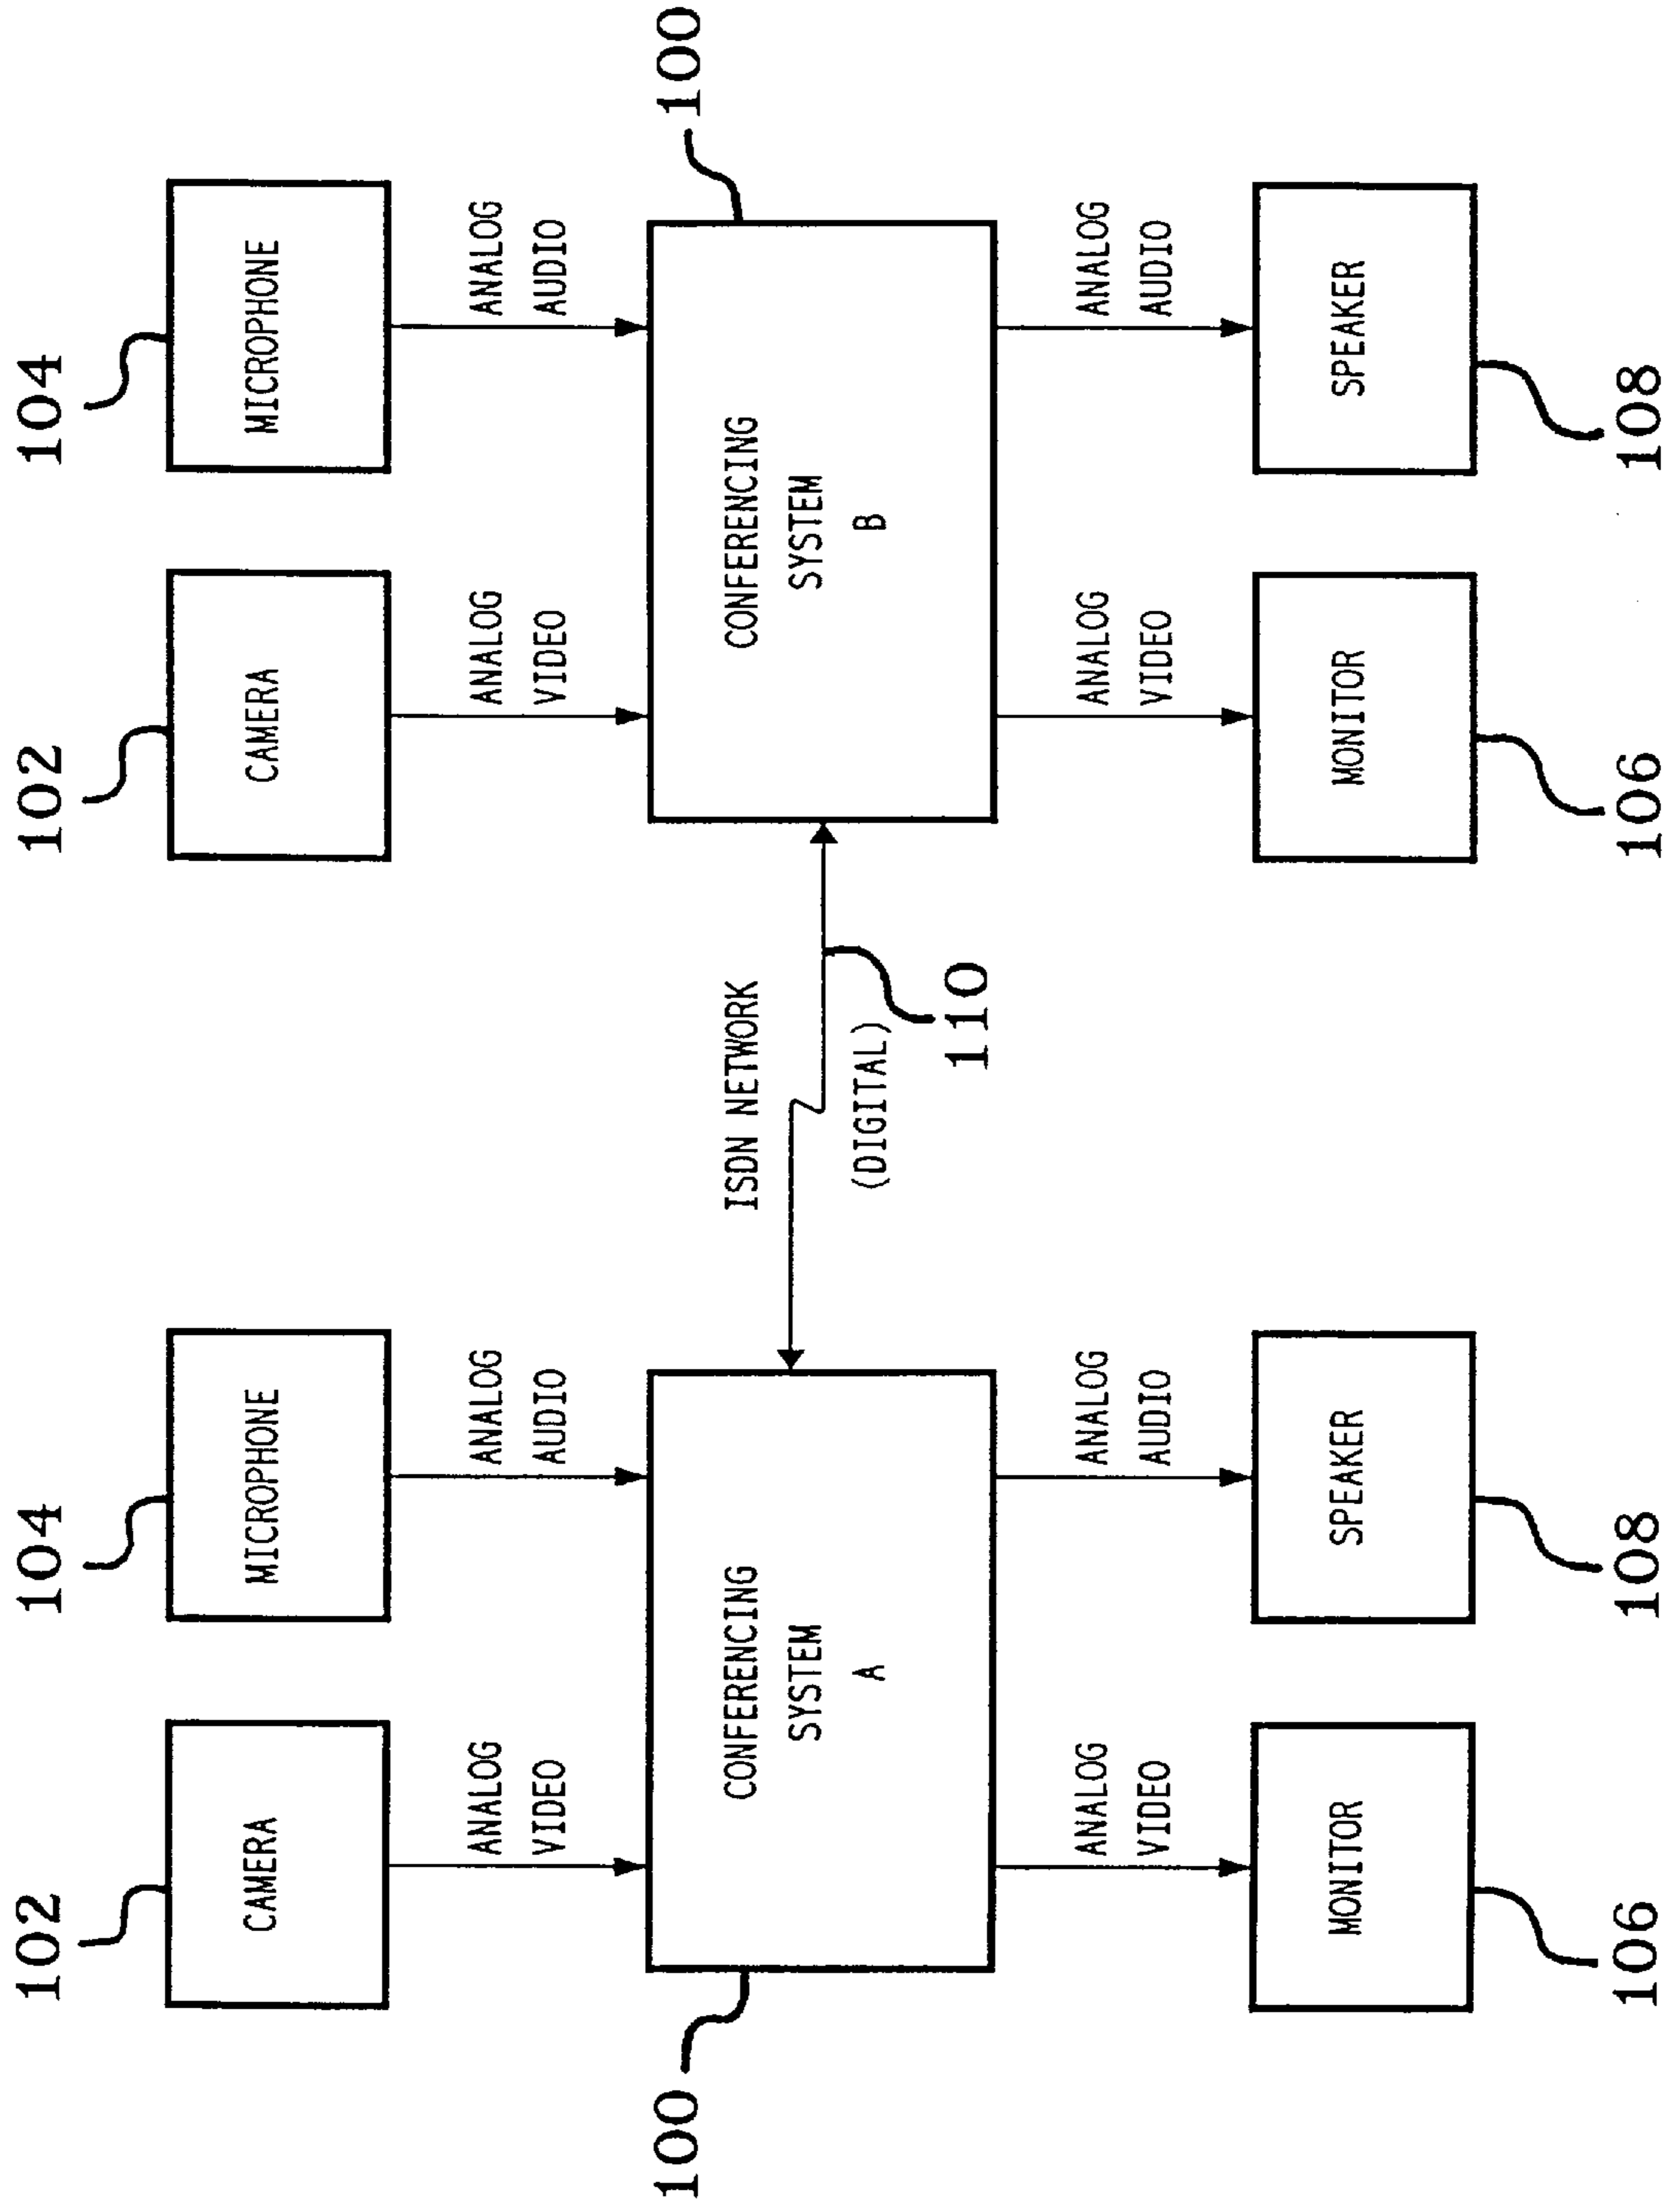 102
104
102
104
CAMERA
MICROPHONE
CAMERA
MICROPHONE
ANALOG
VIDEO
ANALOG
AUDIO
ANALOG
VIDEO
ANALOG
AUDIO
100
CONFERENCING
SYSTEM
A
ISDN NETWORK
(DIGITAL)
110
CONFERENCING
SYSTEM
B
100
ANALOG
VIDEO
ANALOG
AUDIO
ANALOG
VIDEO
ANALOG
AUDIO
MONITOR
SPEAKER
MONITOR
SPEAKER
106
108
106
108